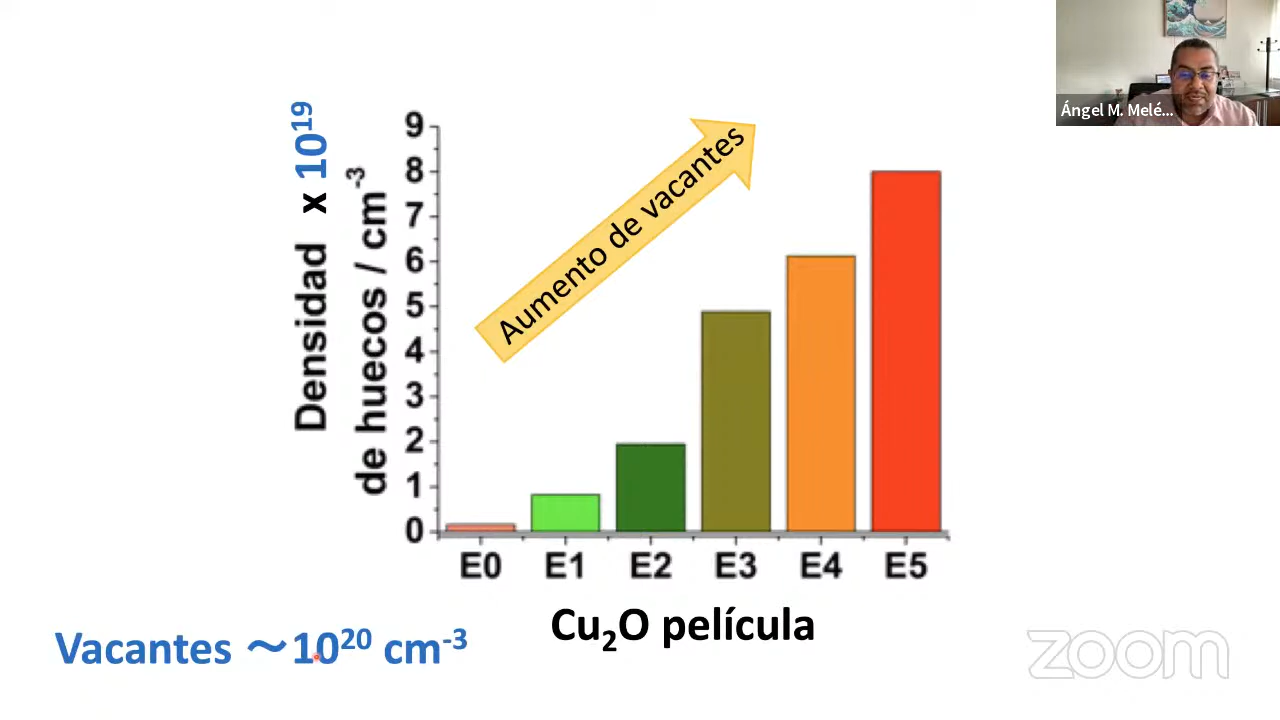 Ángel M. Melé...
Densidad x 10¹⁹
de huecos / cm⁻³
9
8
7
6
5
4
3
2
1
0
Aumento de vacantes
E0 E1 E2 E3 E4 E5
Cu₂O película
Vacantes ～10²⁰ cm⁻³
zoom